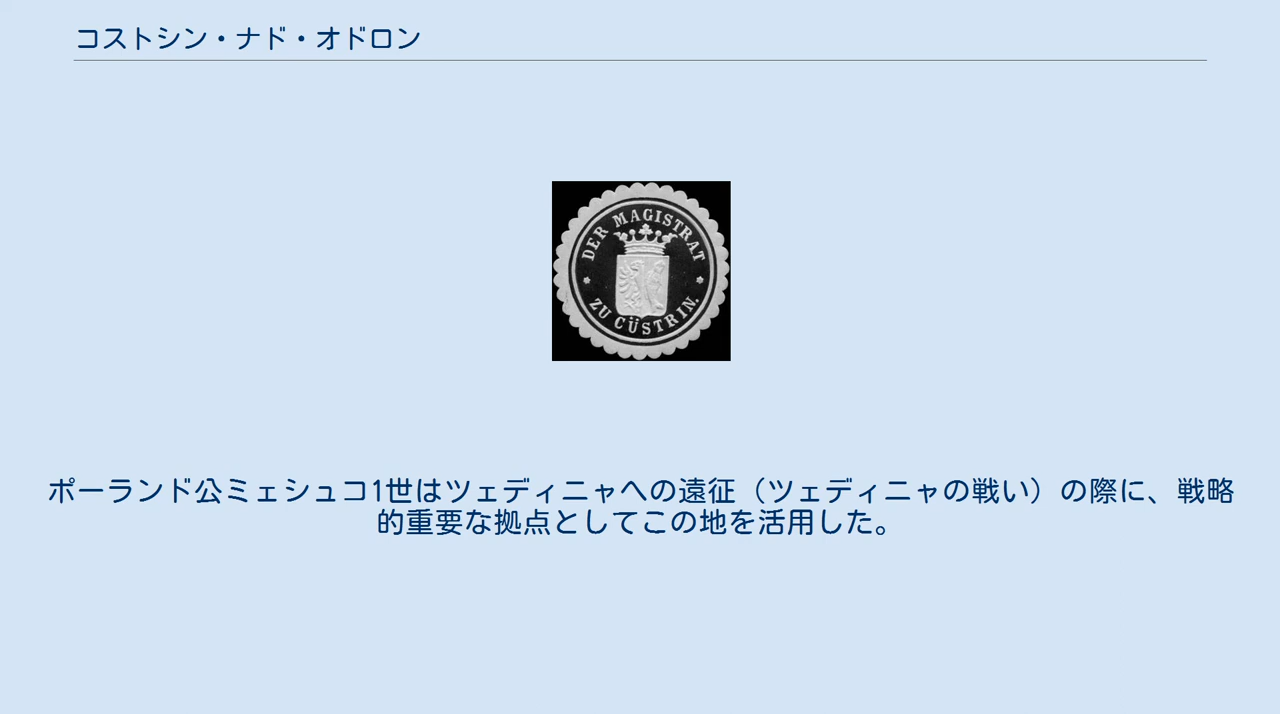 コストシン・ナド・オドロン
DER MAGISTRAT
ZU CÜSTRIN.
ポーランド公ミェシュコ1世はツェディニャへの遠征（ツェディニャの戦い）の際に、戦略
的重要な拠点としてこの地を活用した。